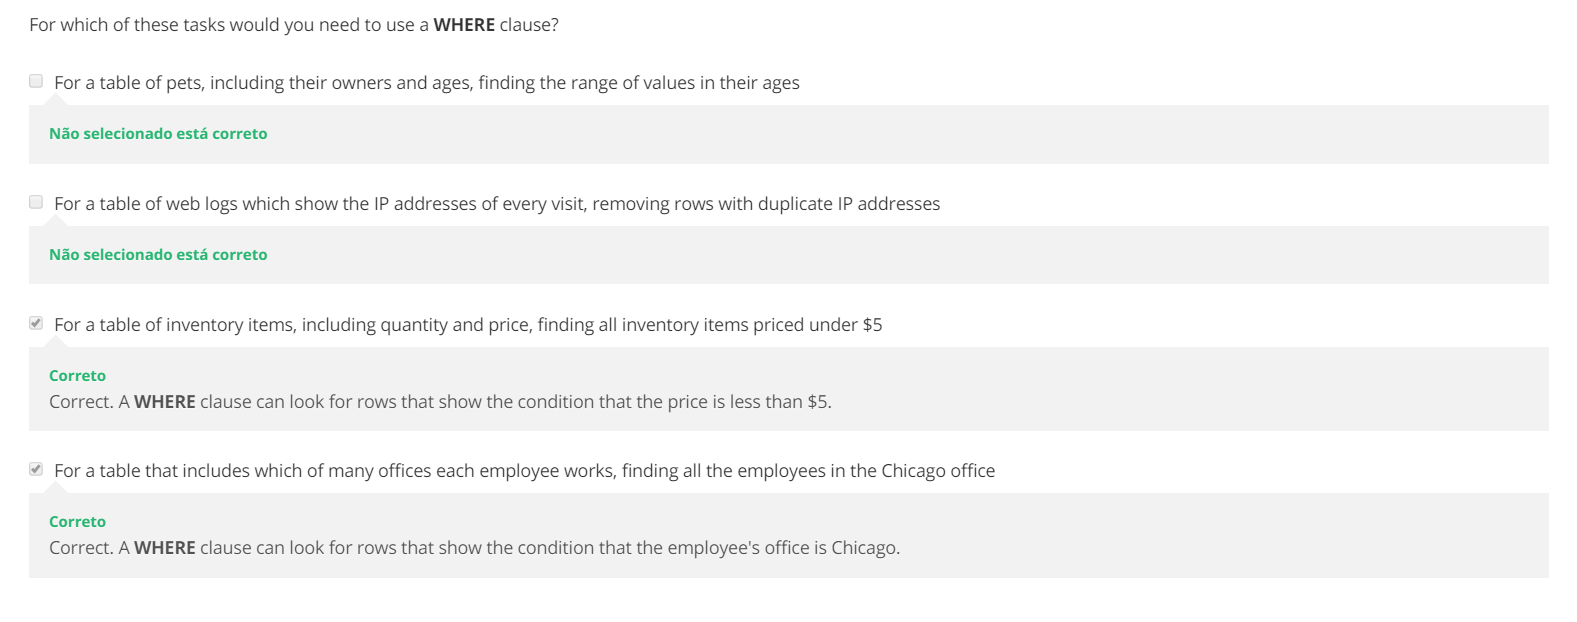 For which of these tasks would you need to use a WHERE clause?
For a table of pets, including their owners and ages, finding the range of values in their ages
Não selecionado está correto
For a table of web logs which show the IP addresses of every visit, removing rows with duplicate IP addresses
Não selecionado está correto
For a table of inventory items, including quantity and price, finding all inventory items priced under $5
Correto
Correct. A WHERE clause can look for rows that show the condition that the price is less than $5.
For a table that includes which of many offices each employee works, finding all the employees in the Chicago office
Correto
Correct. A WHERE clause can look for rows that show the condition that the employee's office is Chicago.